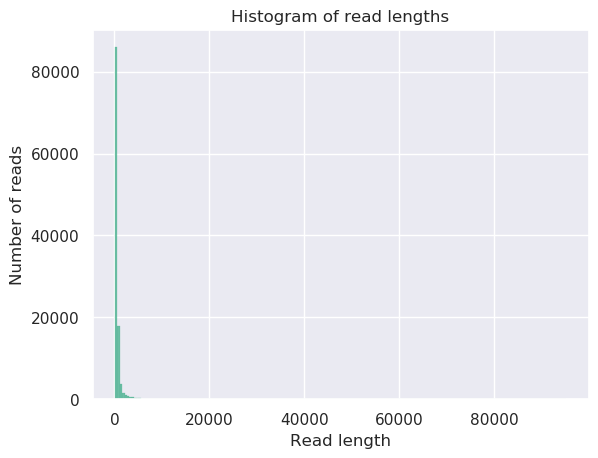 Histogram of read lengths
80000
60000
40000
20000
0
Number of reads
0 20000 40000 60000 80000
Read length